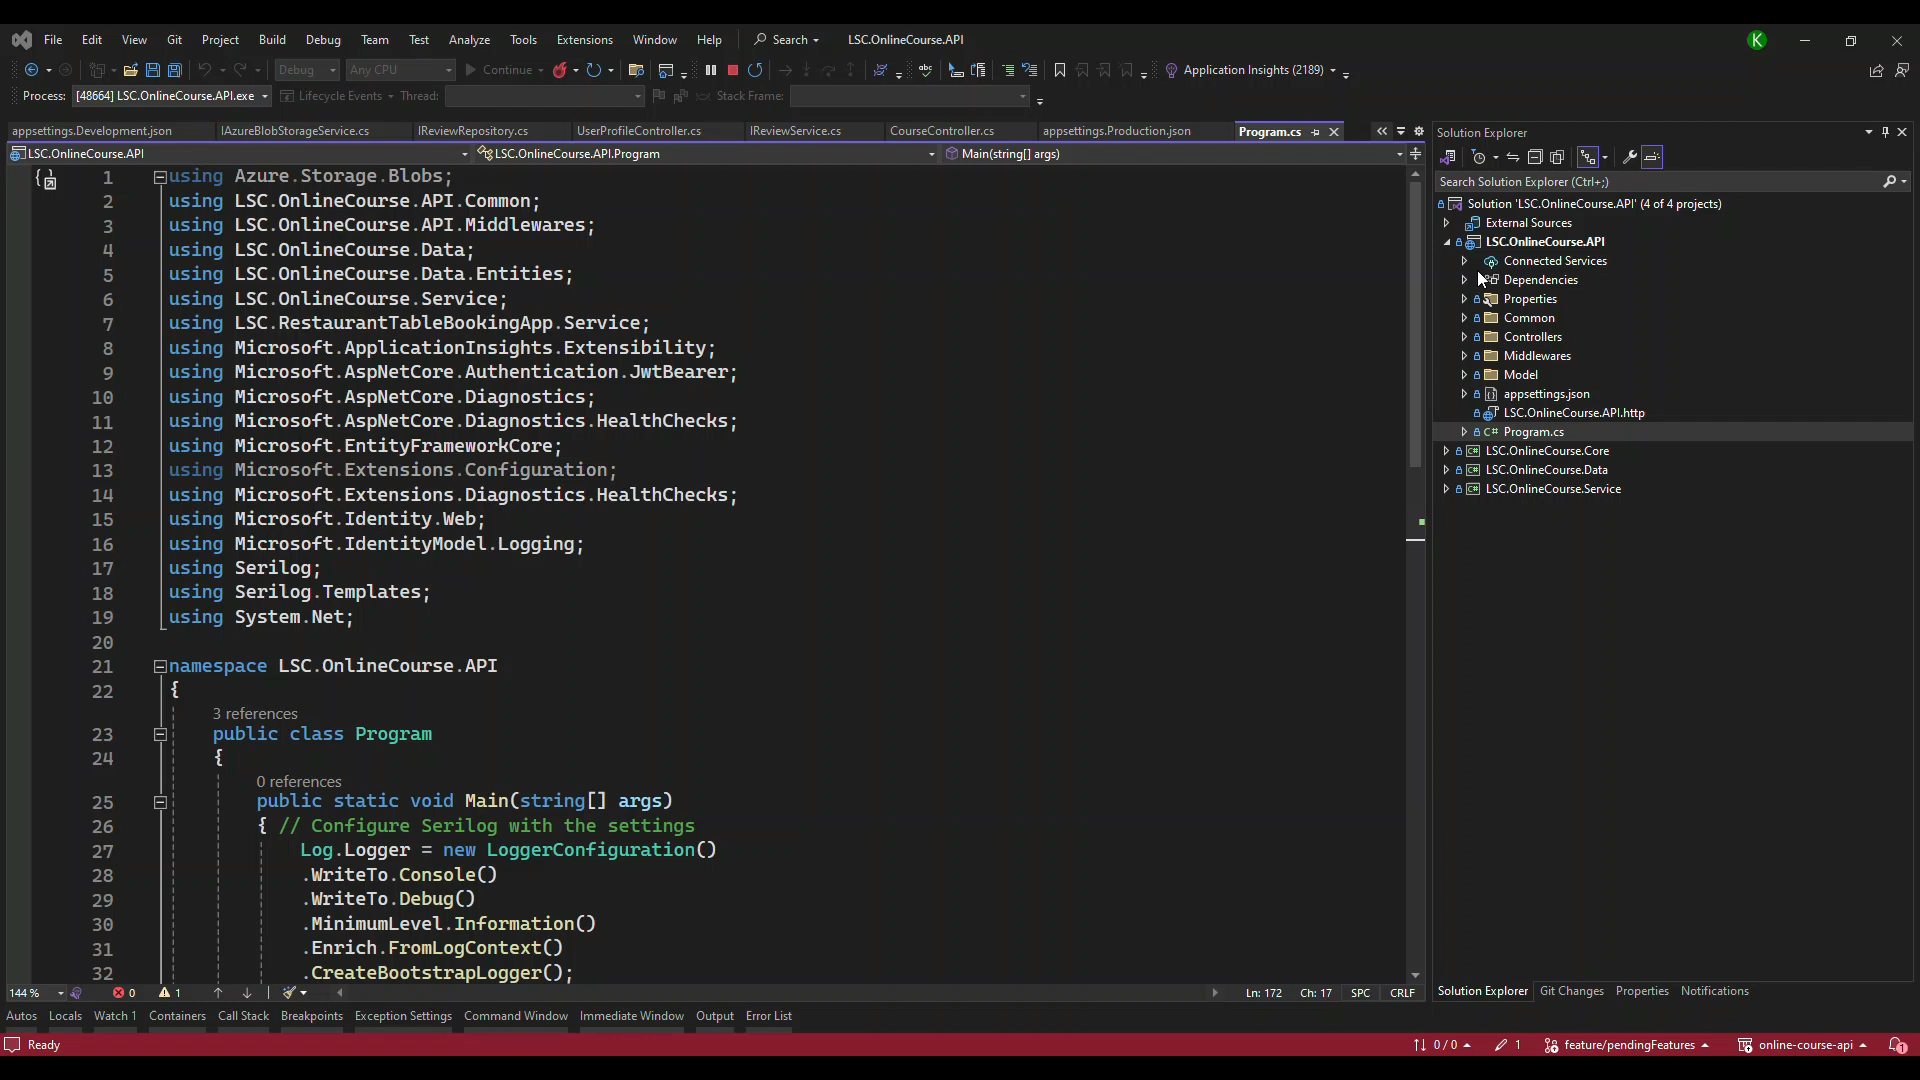 File Edit View Git Project Build Debug Team Test Analyze Tools Extensions Window Help Search LSC.OnlineCourse.API K
Debug Any CPU Continue Application Insights (2189)
Process: [48664] LSC.OnlineCourse.API.exe Lifecycle Events Thread: Stack Frame:
appsettings.Development.json IAzureBlobStorageService.cs IReviewRepository.cs UserProfileController.cs IReviewService.cs CourseController.cs appsettings.Production.json Program.cs
LSC.OnlineCourse.API LSC.OnlineCourse.API.Program Main(string[] args)
1 using Azure.Storage.Blobs;
2 using LSC.OnlineCourse.API.Common;
3 using LSC.OnlineCourse.API.Middlewares;
4 using LSC.OnlineCourse.Data;
5 using LSC.OnlineCourse.Data.Entities;
6 using LSC.OnlineCourse.Service;
7 using LSC.RestaurantTableBookingApp.Service;
8 using Microsoft.ApplicationInsights.Extensibility;
9 using Microsoft.AspNetCore.Authentication.JwtBearer;
10 using Microsoft.AspNetCore.Diagnostics;
11 using Microsoft.AspNetCore.Diagnostics.HealthChecks;
12 using Microsoft.EntityFrameworkCore;
13 using Microsoft.Extensions.Configuration;
14 using Microsoft.Extensions.Diagnostics.HealthChecks;
15 using Microsoft.Identity.Web;
16 using Microsoft.IdentityModel.Logging;
17 using Serilog;
18 using Serilog.Templates;
19 using System.Net;
20
21 namespace LSC.OnlineCourse.API
22 {
3 references
23 public class Program
24 {
0 references
25 public static void Main(string[] args)
26 { // Configure Serilog with the settings
27 Log.Logger = new LoggerConfiguration()
28 .WriteTo.Console()
29 .WriteTo.Debug()
30 .MinimumLevel.Information()
31 .Enrich.FromLogContext()
32 .CreateBootstrapLogger();
144 % 0 1 Ln: 172 Ch: 17 SPC CRLF
Solution Explorer
Search Solution Explorer (Ctrl+;)
Solution 'LSC.OnlineCourse.API' (4 of 4 projects)
External Sources
LSC.OnlineCourse.API
Connected Services
Dependencies
Properties
Common
Controllers
Middlewares
Model
appsettings.json
LSC.OnlineCourse.API.http
C# Program.cs
C# LSC.OnlineCourse.Core
C# LSC.OnlineCourse.Data
C# LSC.OnlineCourse.Service
Solution Explorer Git Changes Properties Notifications
Autos Locals Watch 1 Containers Call Stack Breakpoints Exception Settings Command Window Immediate Window Output Error List
Ready 0 / 0 1 feature/pendingFeatures online-course-api 1